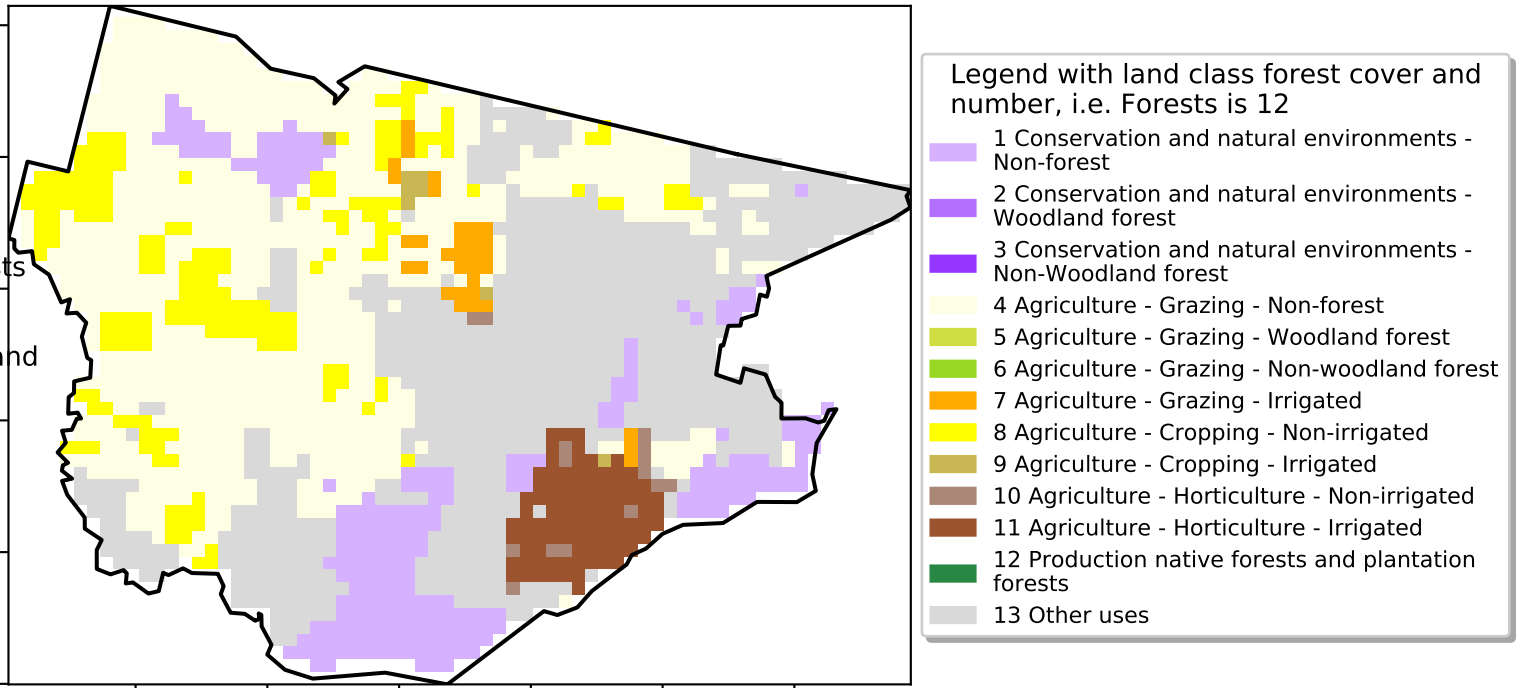 Legend with land class forest cover and
number, i.e. Forests is 12
1 Conservation and natural environments -
Non-forest
2 Conservation and natural environments -
Woodland forest
3 Conservation and natural environments -
Non-Woodland forest
4 Agriculture - Grazing - Non-forest
5 Agriculture - Grazing - Woodland forest
6 Agriculture - Grazing - Non-woodland forest
7 Agriculture - Grazing - Irrigated
8 Agriculture - Cropping - Non-irrigated
9 Agriculture - Cropping - Irrigated
10 Agriculture - Horticulture - Non-irrigated
11 Agriculture - Horticulture - Irrigated
12 Production native forests and plantation
forests
13 Other uses